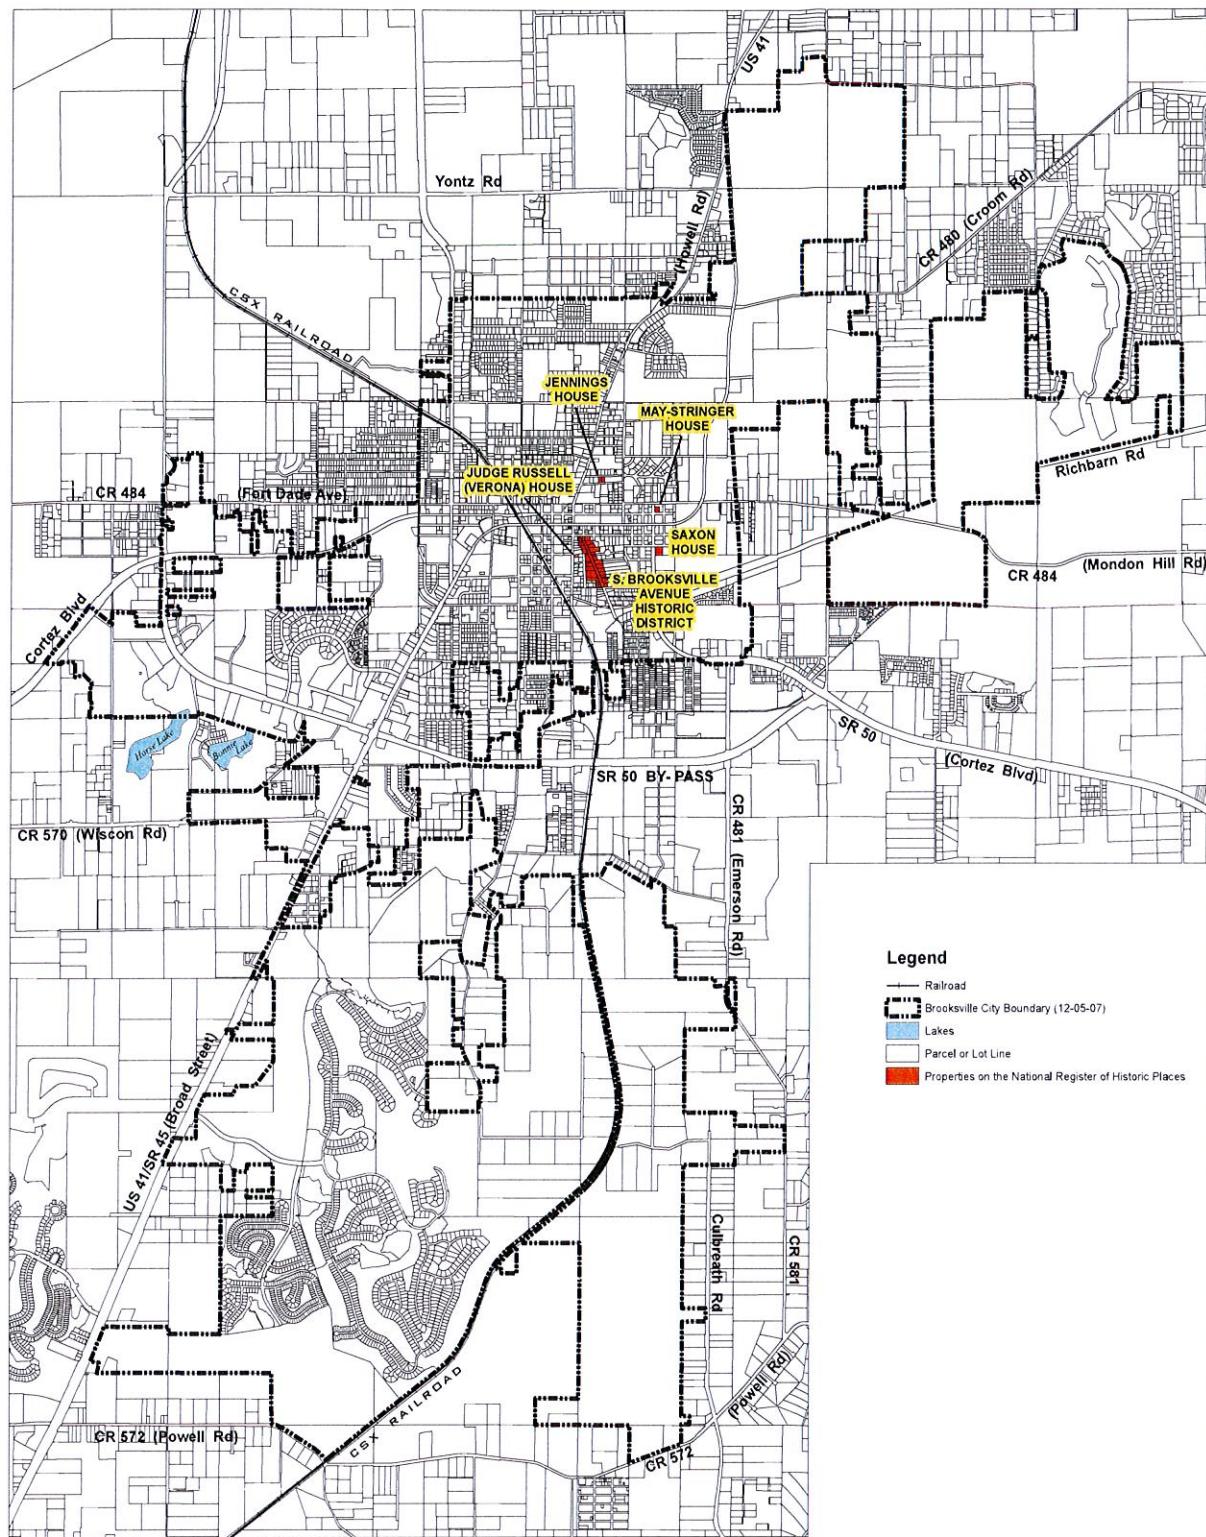 US 41
Yontz Rd
(Howell Rd)
CR 480 (Croom Rd)
CSX RAILROAD
JENNINGS
HOUSE
MAY-STRINGER
HOUSE
JUDGE RUSSELL
(VERONA) HOUSE
Richbarn Rd
CR 484
(Fort Dade Ave)
SAXON
HOUSE
(Mondon Hill Rd)
CR 484
S. BROOKSVILLE
AVENUE
HISTORIC
DISTRICT
Cortez Blvd
SR 50
(Cortez Blvd)
Horse Lake
Bonnie
Lake
SR 50 BY-PASS
CR 570 (Wiscon Rd)
CR 481 (Emerson Rd)
Legend
Railroad
Brooksville City Boundary (12-05-07)
Lakes
Parcel or Lot Line
Properties on the National Register of Historic Places
US 41/SR 45 (Broad Street)
Culbreath Rd
CR 581
(Powell Rd)
CSX RAILROAD
CR 572 (Powell Rd)
CR 572